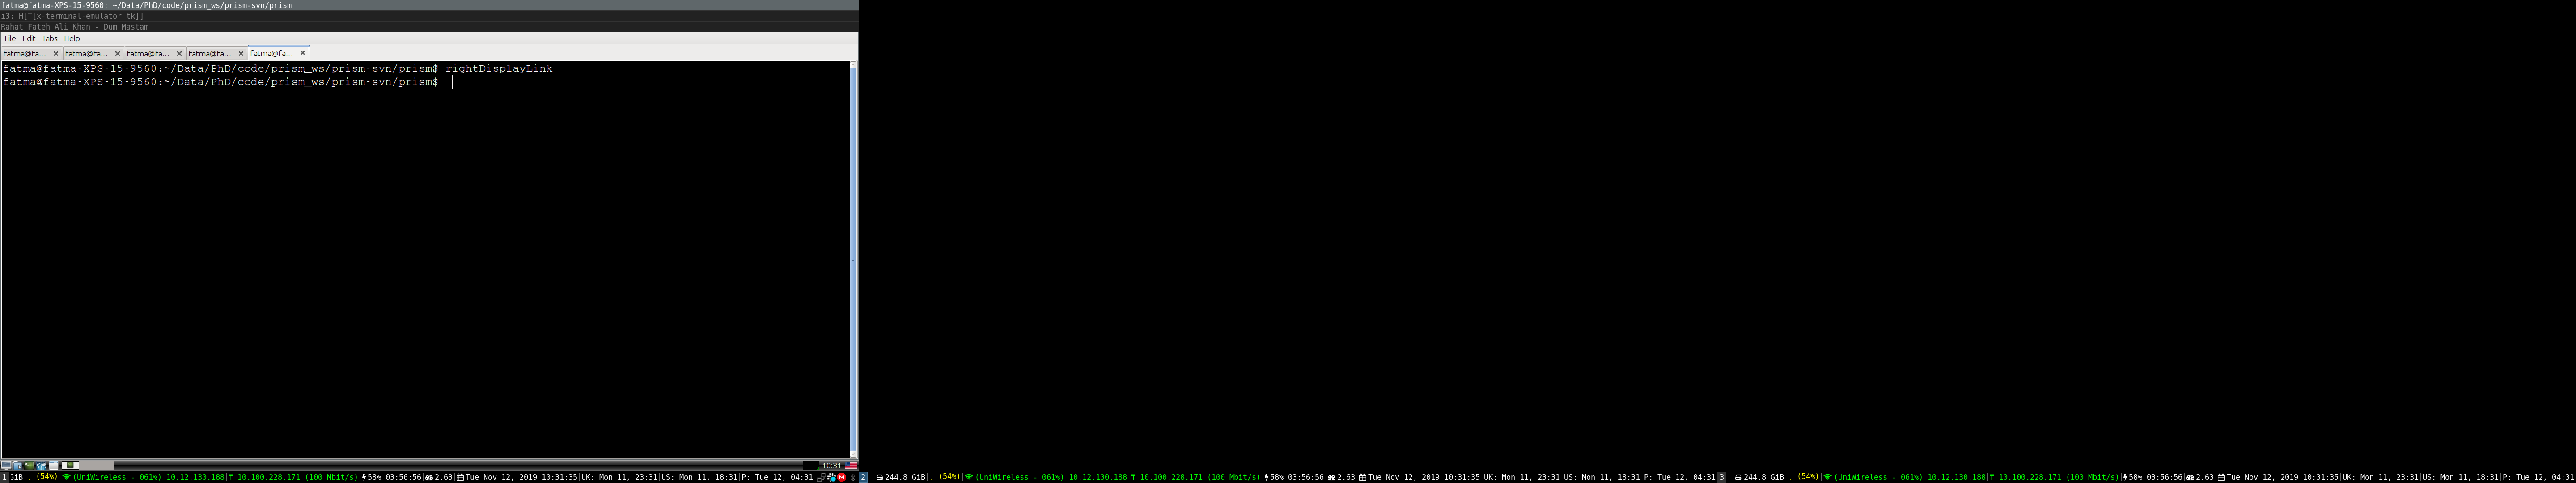 fatma@fatma-XPS-15-9560: ~/Data/PhD/code/prism_ws/prism-svn/prism
i3: H[T[x-terminal-emulator tk]]
Rahat Fateh Ali Khan - Dum Mastam
File Edit Tabs Help
fatma@fa... × fatma@fa... × fatma@fa... × fatma@fa... × fatma@fa... ×
fatma@fatma-XPS-15-9560:~/Data/PhD/code/prism_ws/prism-svn/prism$ rightDisplayLink
fatma@fatma-XPS-15-9560:~/Data/PhD/code/prism_ws/prism-svn/prism$
10:31
1 GiB (54%) (UniWireless - 061%) 10.12.130.188 T 10.100.228.171 (100 Mbit/s) 58% 03:56:56 2.63 Tue Nov 12, 2019 10:31:35 UK: Mon 11, 23:31 US: Mon 11, 18:31 P: Tue 12, 04:31 2 244.8 GiB (54%) (UniWireless - 061%) 10.12.130.188 T 10.100.228.171 (100 Mbit/s) 58% 03:56:56 2.63 Tue Nov 12, 2019 10:31:35 UK: Mon 11, 23:31 US: Mon 11, 18:31 P: Tue 12, 04:31 3 244.8 GiB (54%) (UniWireless - 061%) 10.12.130.188 T 10.100.228.171 (100 Mbit/s) 58% 03:56:56 2.63 Tue Nov 12, 2019 10:31:35 UK: Mon 11, 23:31 US: Mon 11, 18:31 P: Tue 12, 04:31